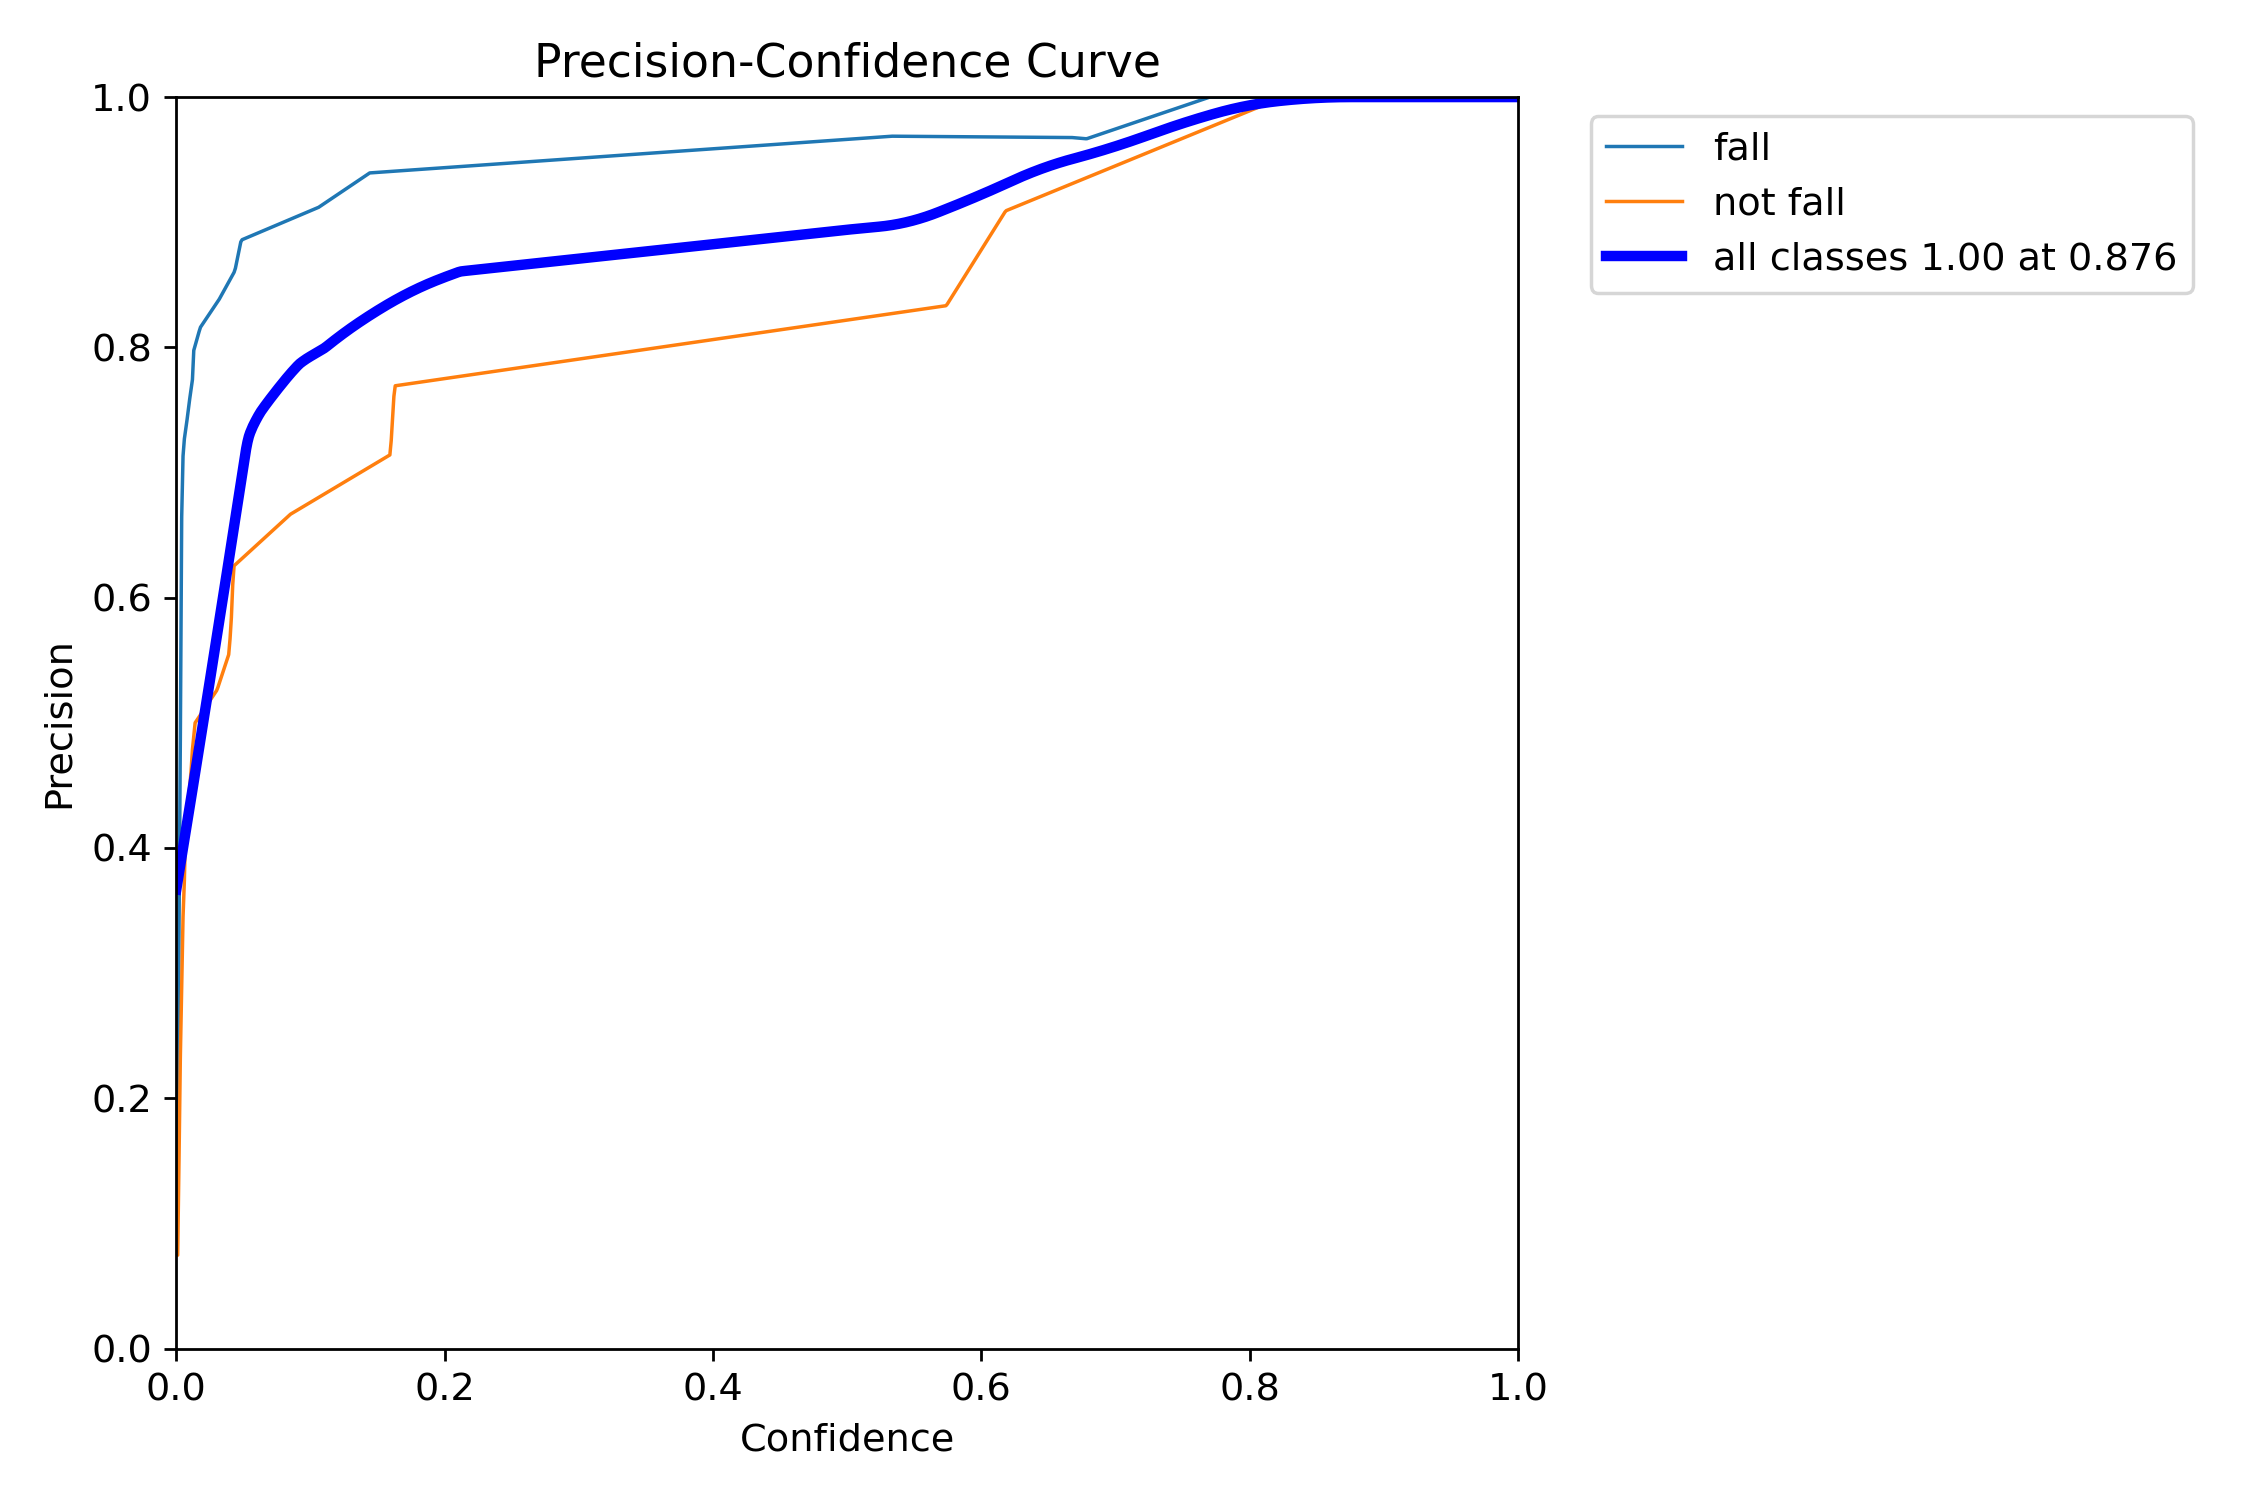 Precision-Confidence Curve
1.0
0.8
0.6
0.4
0.2
0.0
Precision
0.0 0.2 0.4 0.6 0.8 1.0
Confidence
fall
not fall
all classes 1.00 at 0.876